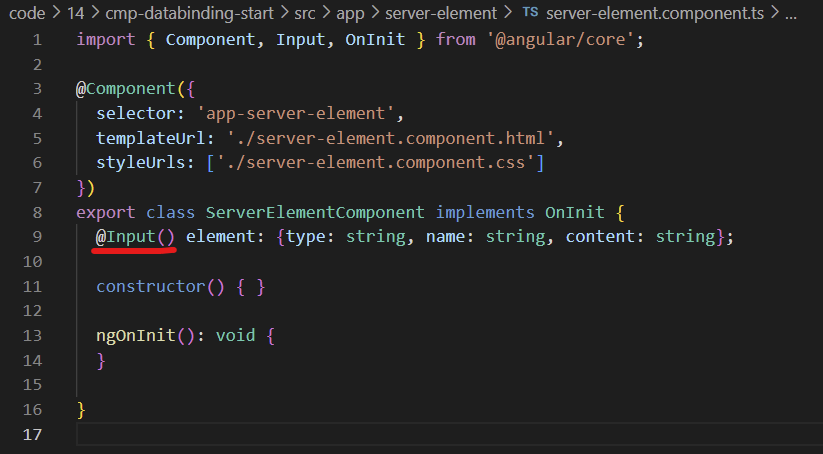 code > 14 > cmp-databinding-start > src > app > server-element > TS server-element.component.ts > ...
1 import { Component, Input, OnInit } from '@angular/core';
2
3 @Component({
4 selector: 'app-server-element',
5 templateUrl: './server-element.component.html',
6 styleUrls: ['./server-element.component.css']
7 })
8 export class ServerElementComponent implements OnInit {
9 @Input() element: {type: string, name: string, content: string};
10
11 constructor() { }
12
13 ngOnInit(): void {
14 }
15
16 }
17